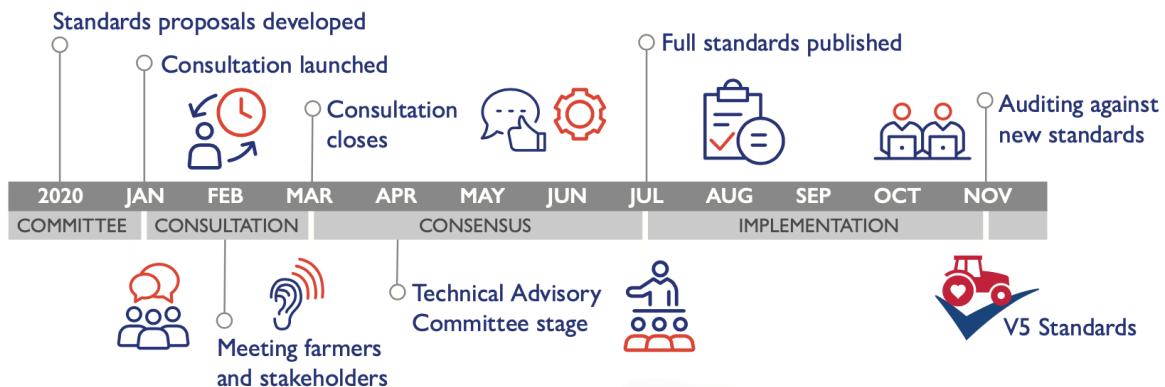 Standards proposals developed
Consultation launched
Consultation
closes
Full standards published
Auditing against
new standards
2020 JAN FEB MAR APR MAY JUN JUL AUG SEP OCT NOV
COMMITTEE CONSULTATION CONSENSUS IMPLEMENTATION
Meeting farmers
and stakeholders
Technical Advisory
Committee stage
V5 Standards